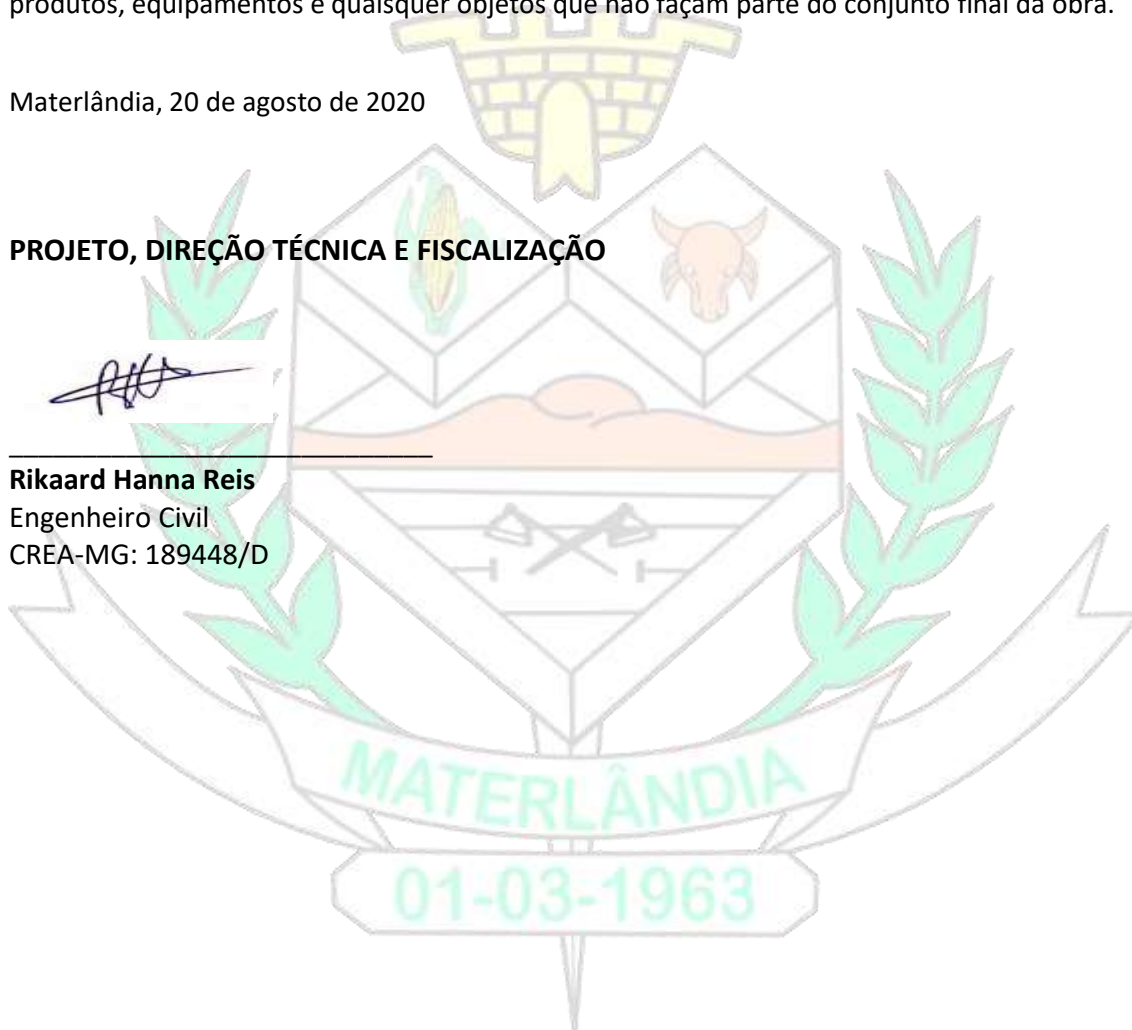 produtos, equipamentos e quaisquer objetos que não façam parte do conjunto final da obra.
Materlândia, 20 de agosto de 2020
PROJETO, DIREÇÃO TÉCNICA E FISCALIZAÇÃO
Rikaard Hanna Reis
Engenheiro Civil
CREA-MG: 189448/D
MATERLÂNDIA
01-03-1963